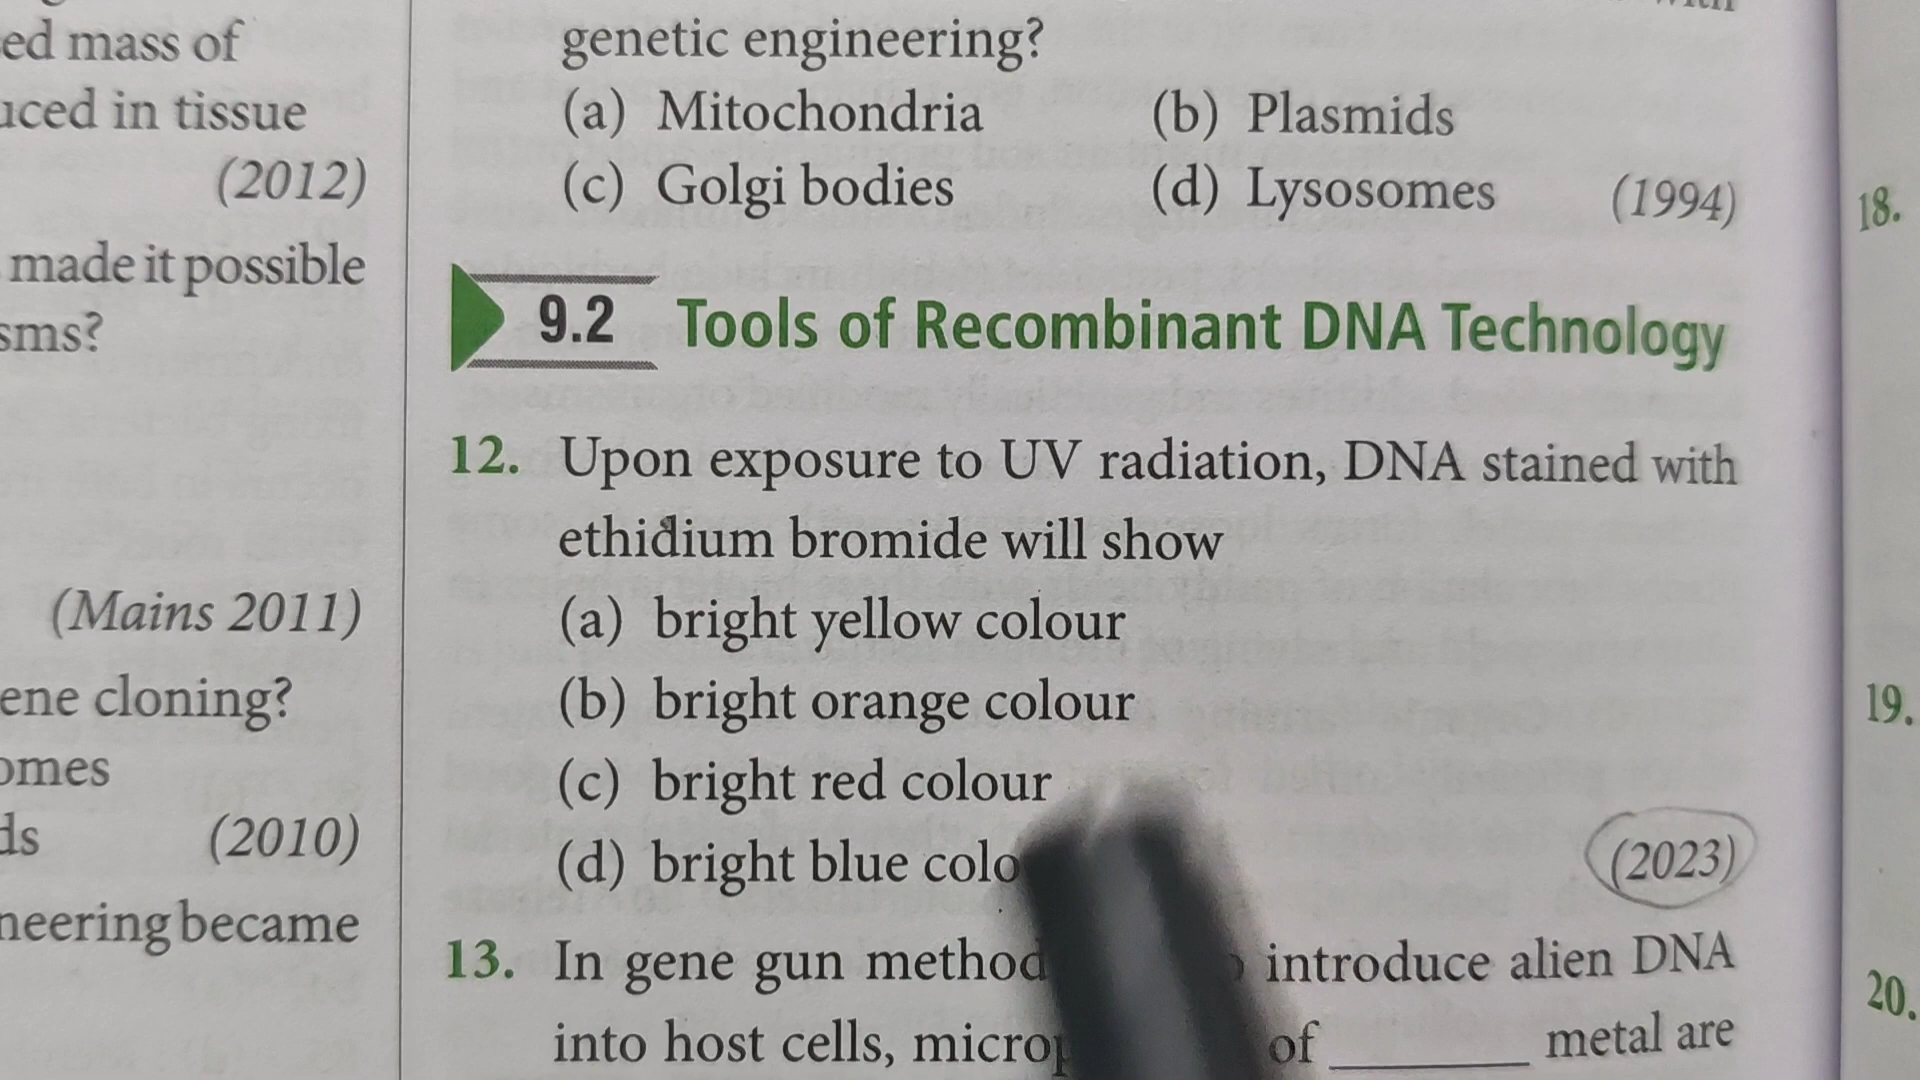 ed mass of
uced in tissue
(2012)
made it possible
sms?
(Mains 2011)
ene cloning?
omes
ds (2010)
neering became
genetic engineering?
(a) Mitochondria (b) Plasmids
(c) Golgi bodies (d) Lysosomes (1994)
9.2 Tools of Recombinant DNA Technology
12. Upon exposure to UV radiation, DNA stained with
ethidium bromide will show
(a) bright yellow colour
(b) bright orange colour
(c) bright red colour
(d) bright blue colo
(2023)
13. In gene gun method introduce alien DNA
into host cells, micro of ______ metal are
18.
19.
20.